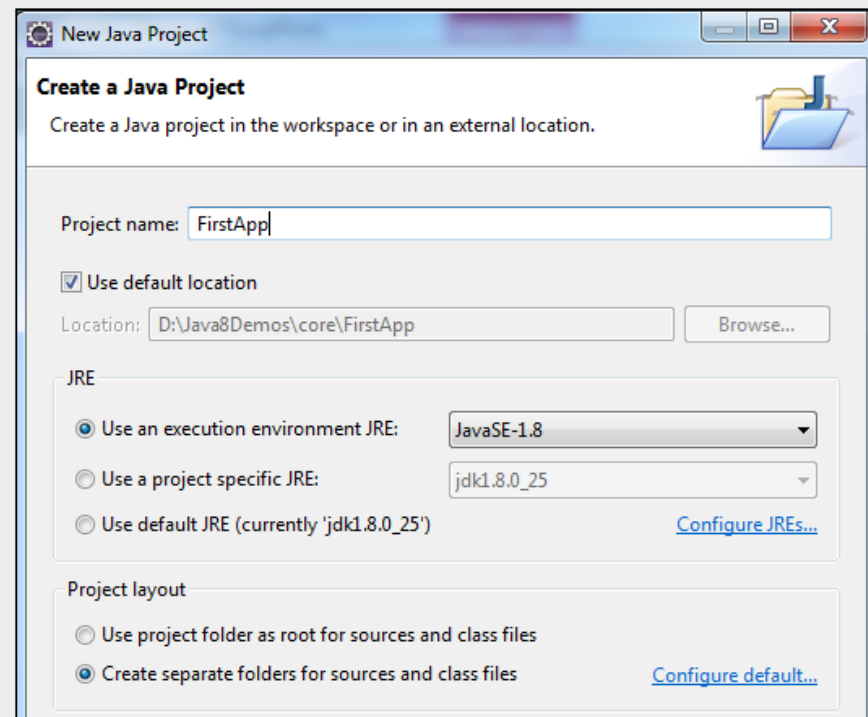 New Java Project
Create a Java Project
Create a Java project in the workspace or in an external location.
Project name: FirstApp
Use default location
Location: D:\Java8Demos\core\FirstApp Browse...
JRE
Use an execution environment JRE: JavaSE-1.8
Use a project specific JRE: jdk1.8.0_25
Use default JRE (currently 'jdk1.8.0_25') Configure JREs...
Project layout
Use project folder as root for sources and class files
Create separate folders for sources and class files Configure default...